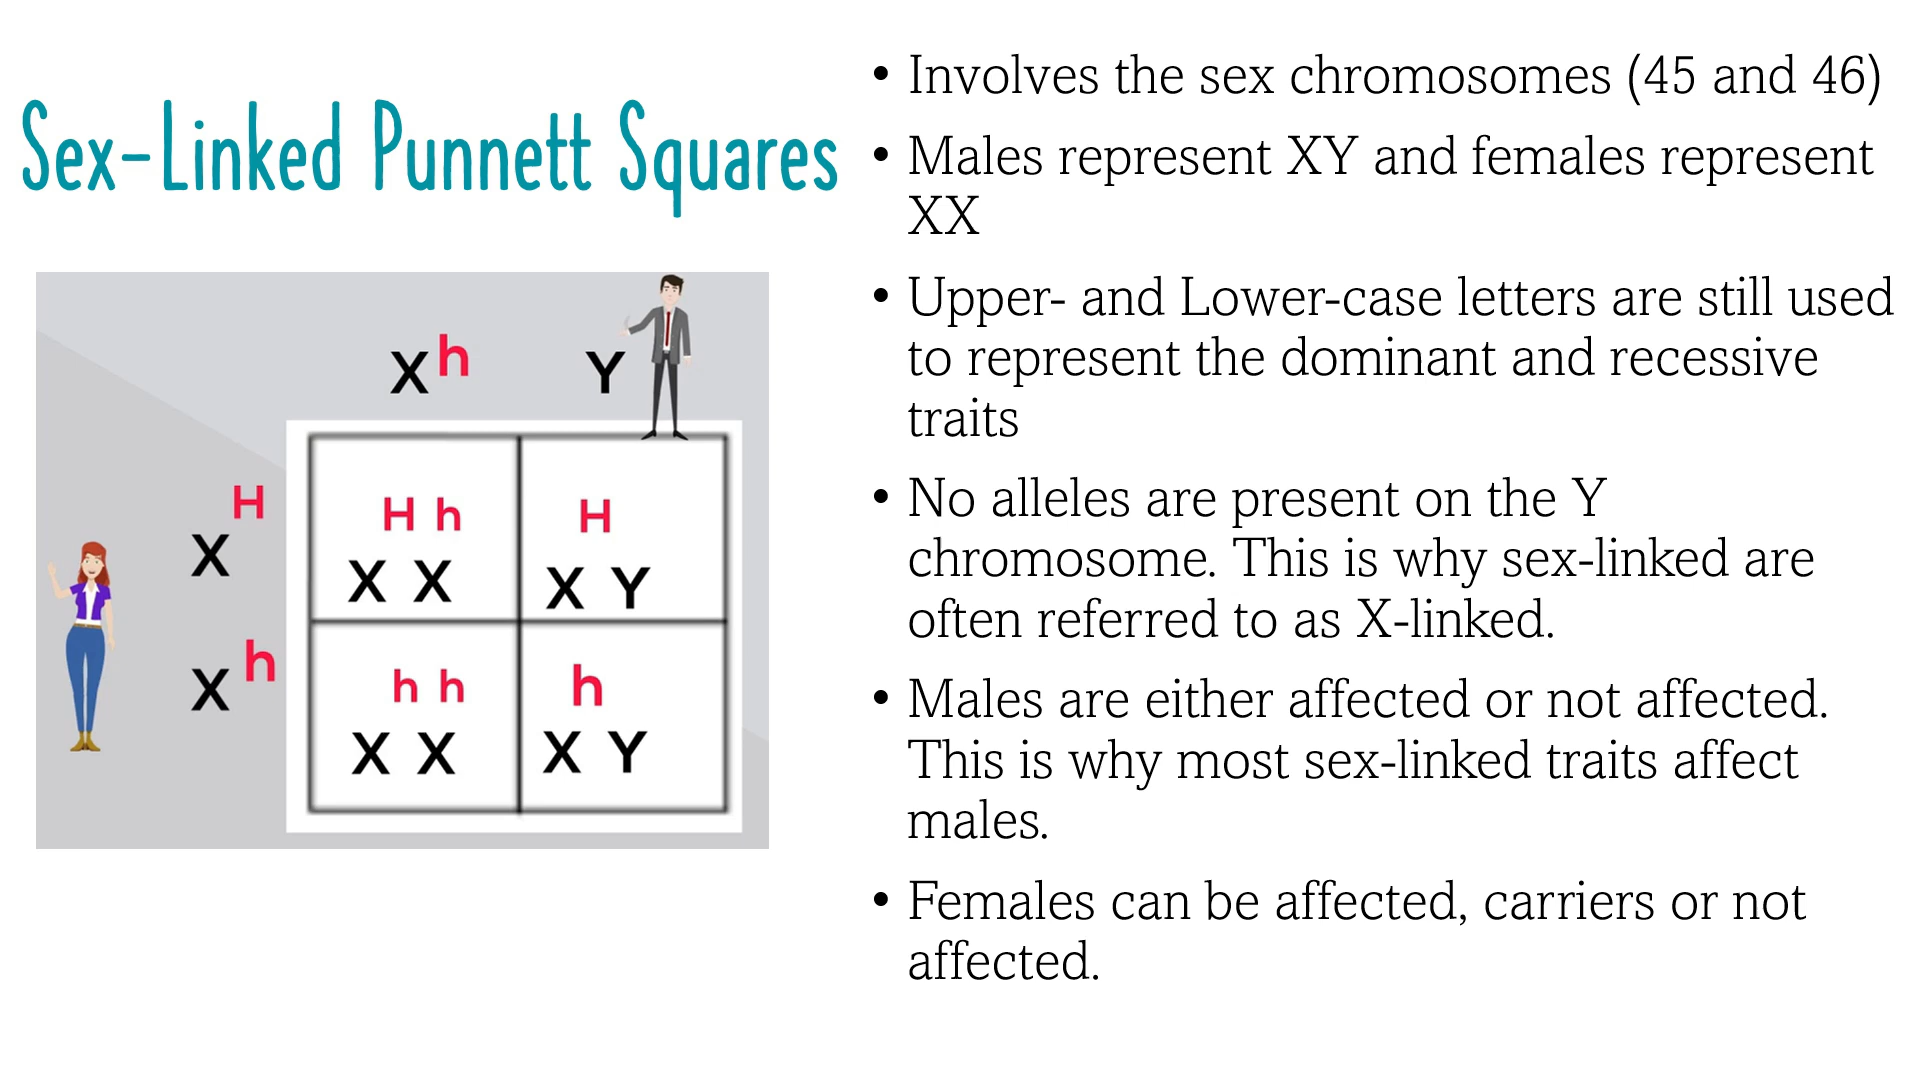 Sex-Linked Punnett Squares
X h Y
H
X
h
X
H h
X X
H
X Y
h h
X X
h
X Y
• Involves the sex chromosomes (45 and 46)
• Males represent XY and females represent
XX
• Upper- and Lower-case letters are still used
to represent the dominant and recessive
traits
• No alleles are present on the Y
chromosome. This is why sex-linked are
often referred to as X-linked.
• Males are either affected or not affected.
This is why most sex-linked traits affect
males.
• Females can be affected, carriers or not
affected.